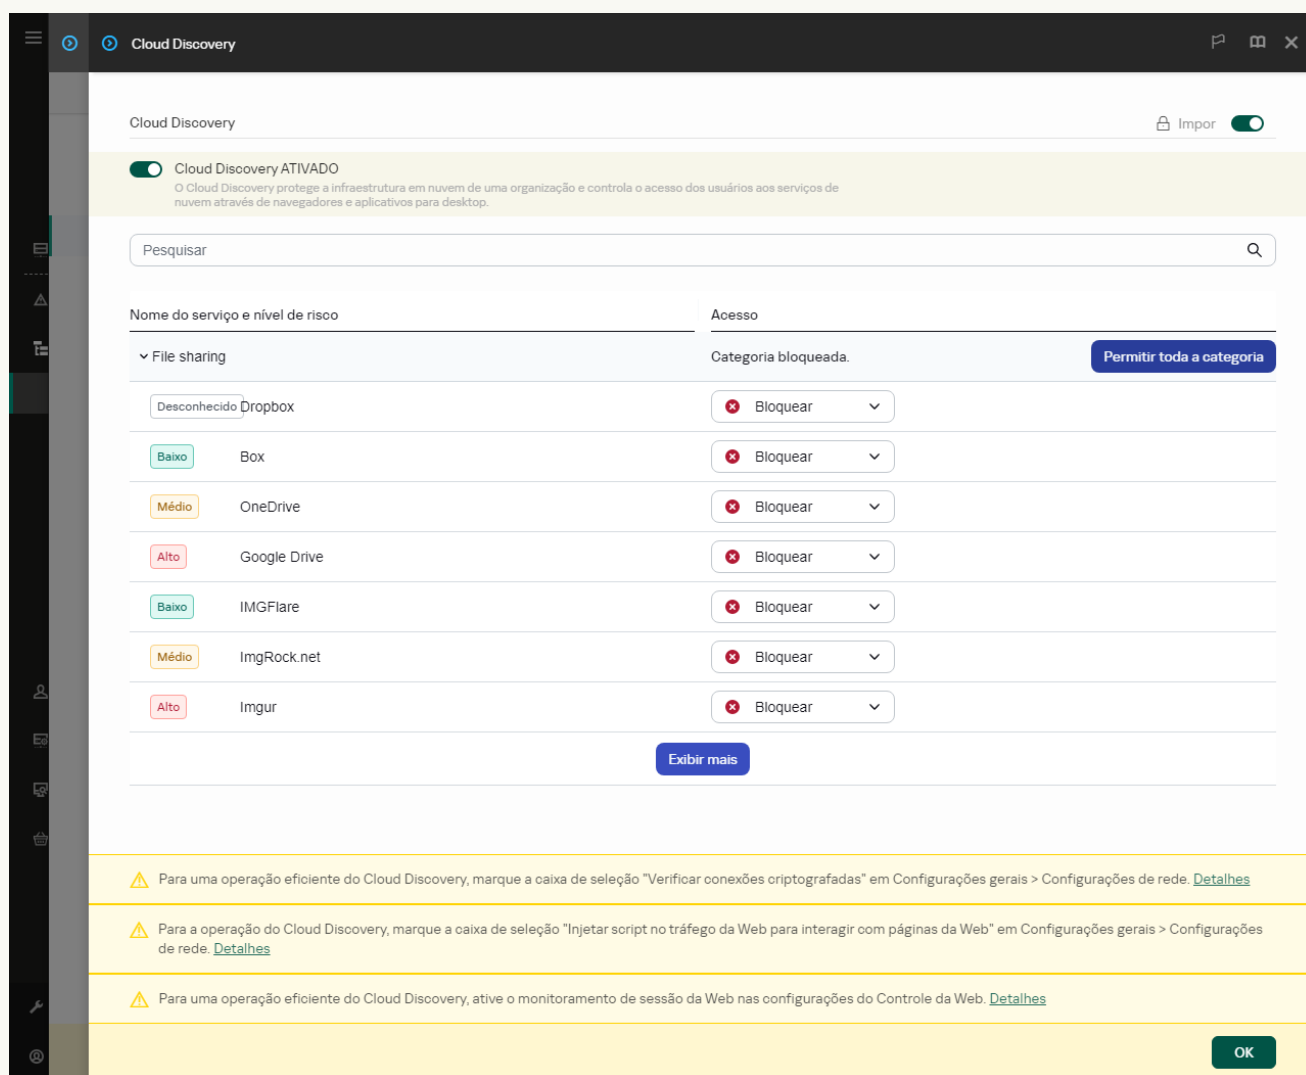 Cloud Discovery
Cloud Discovery
Impor
Cloud Discovery ATIVADO
O Cloud Discovery protege a infraestrutura em nuvem de uma organização e controla o acesso dos usuários aos serviços de
nuvem através de navegadores e aplicativos para desktop.
Pesquisar
Nome do serviço e nível de risco
Acesso
File sharing
Categoria bloqueada.
Permitir toda a categoria
Desconhecido Dropbox
Bloquear
Baixo Box
Bloquear
Médio OneDrive
Bloquear
Alto Google Drive
Bloquear
Baixo IMGFlare
Bloquear
Médio ImgRock.net
Bloquear
Alto Imgur
Bloquear
Exibir mais
Para uma operação eficiente do Cloud Discovery, marque a caixa de seleção "Verificar conexões criptografadas" em Configurações gerais > Configurações de rede. Detalhes
Para a operação do Cloud Discovery, marque a caixa de seleção "Injetar script no tráfego da Web para interagir com páginas da Web" em Configurações gerais > Configurações
de rede. Detalhes
Para uma operação eficiente do Cloud Discovery, ative o monitoramento de sessão da Web nas configurações do Controle da Web. Detalhes
OK